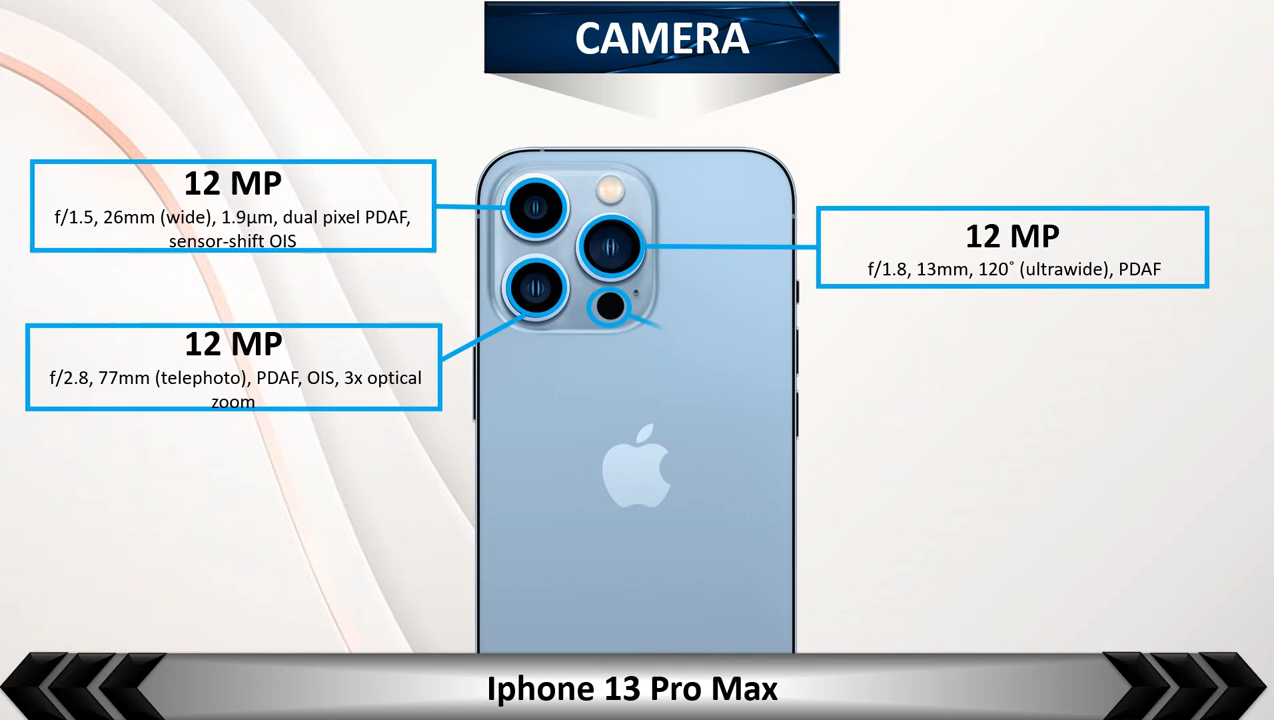 CAMERA
12 MP
f/1.5, 26mm (wide), 1.9µm, dual pixel PDAF,
sensor-shift OIS
12 MP
f/1.8, 13mm, 120˚ (ultrawide), PDAF
12 MP
f/2.8, 77mm (telephoto), PDAF, OIS, 3x optical
zoom
Iphone 13 Pro Max